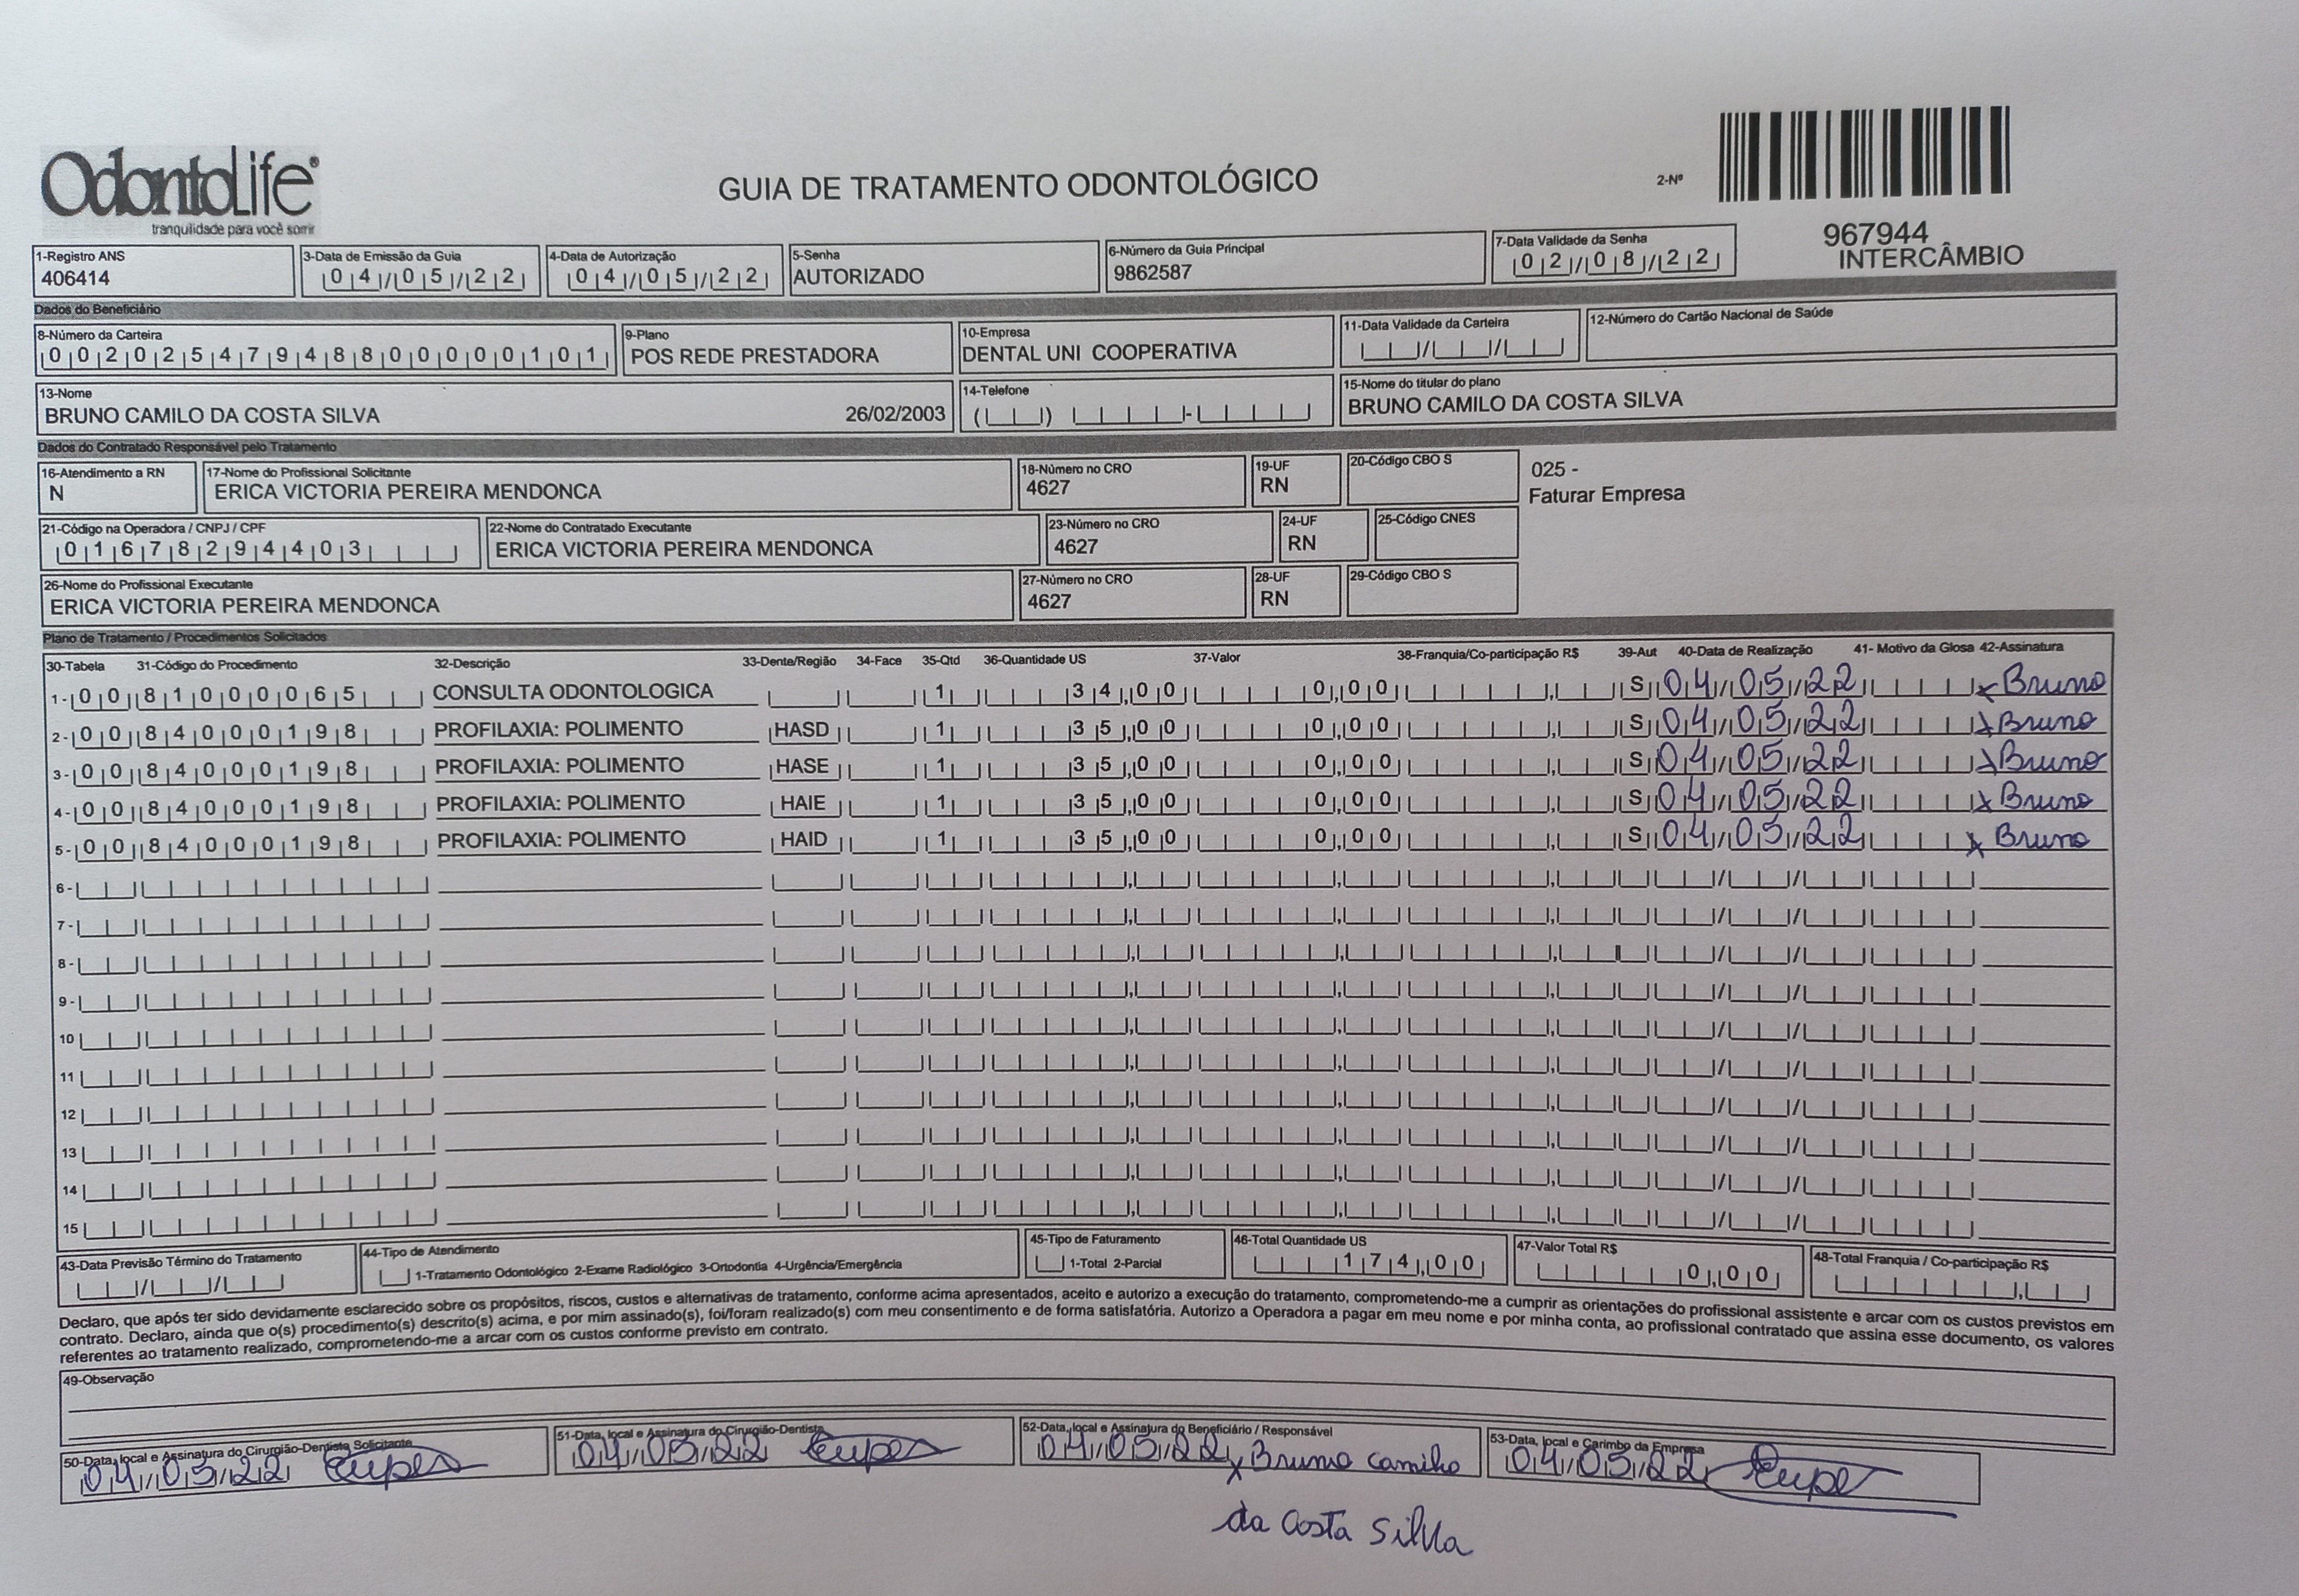 OdontoLife®
tranquilidade para você sorrir
GUIA DE TRATAMENTO ODONTOLÓGICO
2-Nº
967944
INTERCÂMBIO
1-Registro ANS
406414
3-Data de Emissão da Guia
04/05/22
4-Data de Autorização
04/05/22
5-Senha
AUTORIZADO
6-Número da Guia Principal
9862587
7-Data Validade da Senha
02/08/22
Dados do Beneficiário
8-Número da Carteira
00202547948800000101
9-Plano
POS REDE PRESTADORA
10-Empresa
DENTAL UNI COOPERATIVA
11-Data Validade da Carteira
12-Número do Cartão Nacional de Saúde
13-Nome
BRUNO CAMILO DA COSTA SILVA 26/02/2003
14-Telefone
15-Nome do titular do plano
BRUNO CAMILO DA COSTA SILVA
Dados do Contratado Responsável pelo Tratamento
16-Atendimento a RN
N
17-Nome do Profissional Solicitante
ERICA VICTORIA PEREIRA MENDONCA
18-Número no CRO
4627
19-UF
RN
20-Código CBO S
025 -
Faturar Empresa
21-Código na Operadora / CNPJ / CPF
01678294403
22-Nome do Contratado Executante
ERICA VICTORIA PEREIRA MENDONCA
23-Número no CRO
4627
24-UF
RN
25-Código CNES
26-Nome do Profissional Executante
ERICA VICTORIA PEREIRA MENDONCA
27-Número no CRO
4627
28-UF
RN
29-Código CBO S
Plano de Tratamento / Procedimentos Solicitados
30-Tabela 31-Código do Procedimento 32-Descrição 33-Dente/Região 34-Face 35-Qtd 36-Quantidade US 37-Valor 38-Franquia/Co-participação R$ 39-Aut 40-Data de Realização 41- Motivo da Glosa 42-Assinatura
1- 00 81000065 CONSULTA ODONTOLOGICA 1 34,00 0,00 S 04/05/22 x Bruno
2- 00 84000198 PROFILAXIA: POLIMENTO HASD 1 35,00 0,00 S 04/05/22 x Bruno
3- 00 84000198 PROFILAXIA: POLIMENTO HASE 1 35,00 0,00 S 04/05/22 x Bruno
4- 00 84000198 PROFILAXIA: POLIMENTO HAIE 1 35,00 0,00 S 04/05/22 x Bruno
5- 00 84000198 PROFILAXIA: POLIMENTO HAID 1 35,00 0,00 S 04/05/22 x Bruno
6-
7-
8-
9-
10
11
12
13
14
15
43-Data Previsão Término do Tratamento
44-Tipo de Atendimento
1-Tratamento Odontológico 2-Exame Radiológico 3-Ortodontia 4-Urgência/Emergência
45-Tipo de Faturamento
1-Total 2-Parcial
46-Total Quantidade US
174,00
47-Valor Total R$
0,00
48-Total Franquia / Co-participação R$
Declaro, que após ter sido devidamente esclarecido sobre os propósitos, riscos, custos e alternativas de tratamento, conforme acima apresentados, aceito e autorizo a execução do tratamento, comprometendo-me a cumprir as orientações do profissional assistente e arcar com os custos previstos em
contrato. Declaro, ainda que o(s) procedimento(s) descrito(s) acima, e por mim assinado(s), foi/foram realizado(s) com meu consentimento e de forma satisfatória. Autorizo a Operadora a pagar em meu nome e por minha conta, ao profissional contratado que assina esse documento, os valores
referentes ao tratamento realizado, comprometendo-me a arcar com os custos conforme previsto em contrato.
49-Observação
50-Data, local e Assinatura do Cirurgião-Dentista Solicitante
04/05/22
51-Data, local e Assinatura do Cirurgião-Dentista
04/05/22
52-Data, local e Assinatura do Beneficiário / Responsável
04/05/22 x Bruno Camilo
da Costa Silva
53-Data, local e Carimbo da Empresa
04/05/22